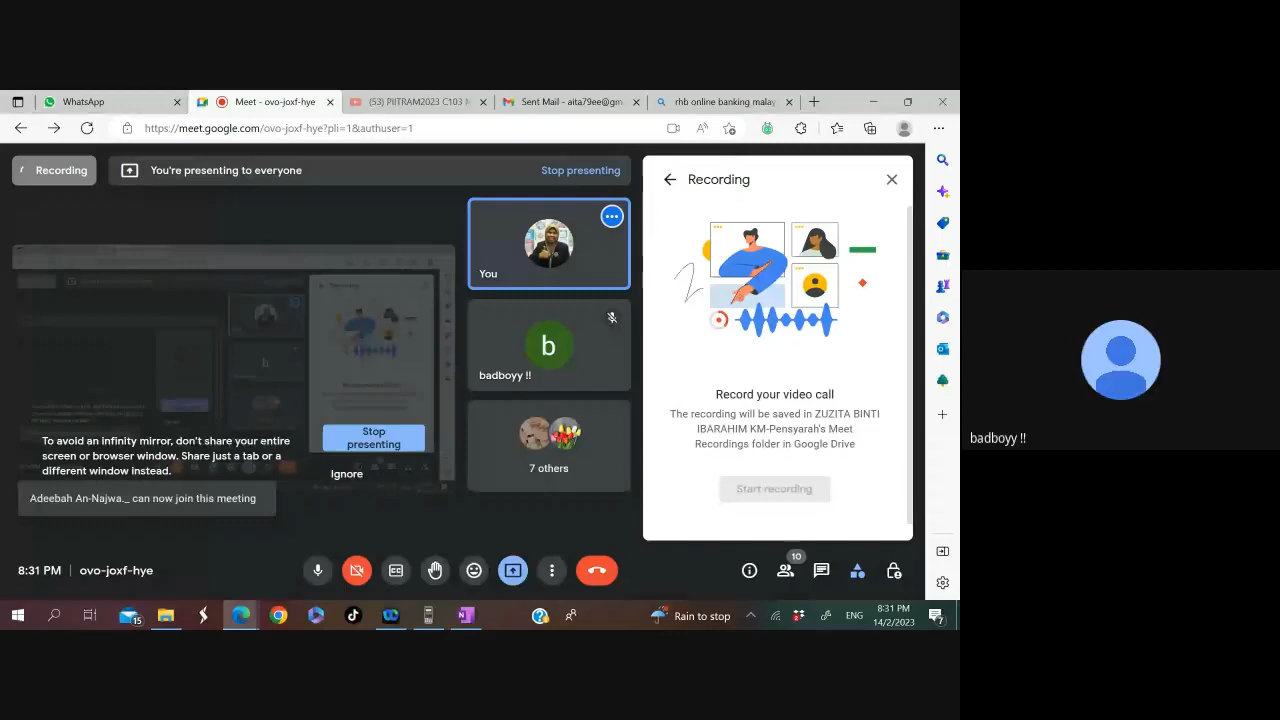 WhatsApp
Meet - ovo-joxf-hye
(53) PIITRAM2023 C103
Sent Mail - aita79ee@gm
rhb online banking malay
https://meet.google.com/ovo-joxf-hye?pli=1&authuser=1
Recording
You're presenting to everyone
Stop presenting
You
badboyy !!
b
7 others
Stop
presenting
Ignore
To avoid an infinity mirror, don't share your entire
screen or browser window. Share just a tab or a
different window instead.
Adeebah An-Najwa._ can now join this meeting
Recording
Record your video call
The recording will be saved in ZUZITA BINTI
IBARAHIM KM-Pensyarah's Meet
Recordings folder in Google Drive
Start recording
8:31 PM | ovo-joxf-hye
10
15
Rain to stop
ENG
8:31 PM
14/2/2023
7
badboyy !!